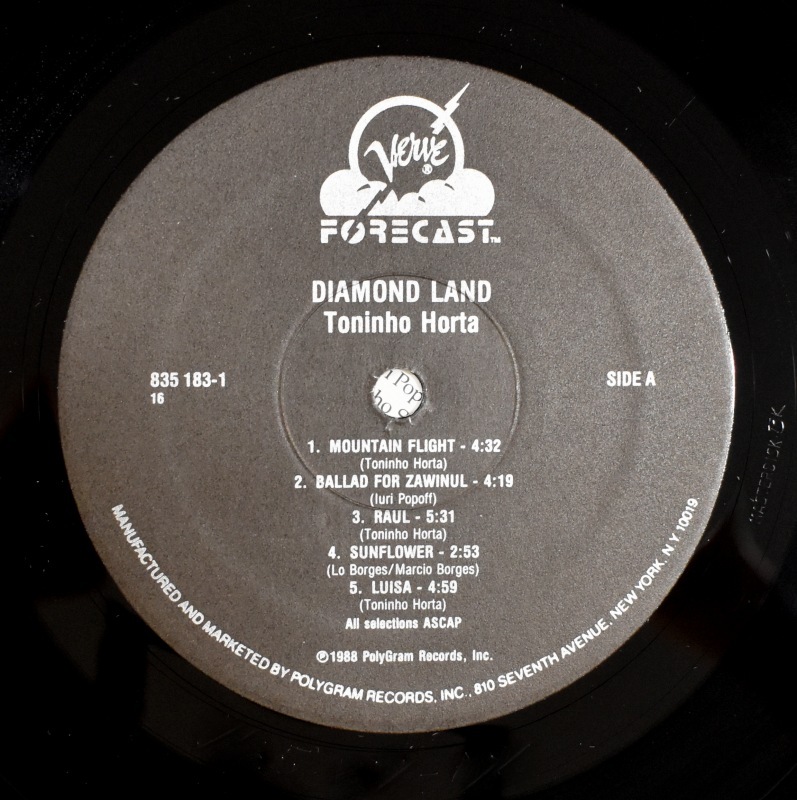 Verve ®
FORECAST™
DIAMOND LAND
Toninho Horta
835 183-1
16
SIDE A
1. MOUNTAIN FLIGHT - 4:32
(Toninho Horta)
2. BALLAD FOR ZAWINUL - 4:19
(Iuri Popoff)
3. RAUL - 5:31
(Toninho Horta)
4. SUNFLOWER - 2:53
(Lo Borges/Marcio Borges)
5. LUISA - 4:59
(Toninho Horta)
All selections ASCAP
℗1988 PolyGram Records, Inc.
MANUFACTURED AND MARKETED BY POLYGRAM RECORDS, INC., 810 SEVENTH AVENUE, NEW YORK, N Y 10019.